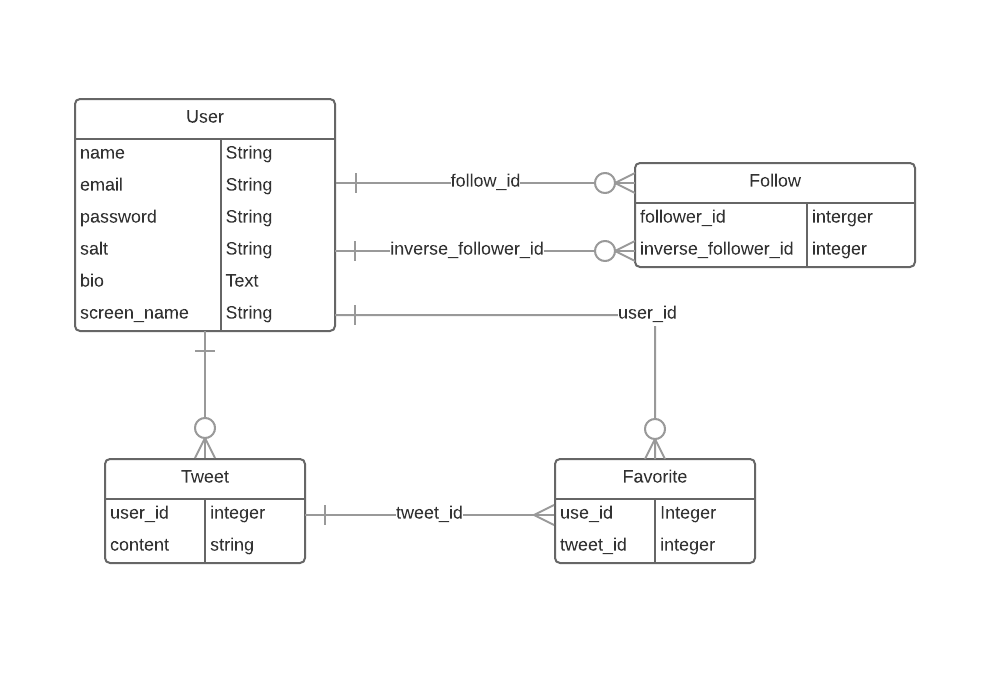 User
name String
email String
password String
salt String
bio Text
screen_name String
follow_id
inverse_follower_id
user_id
Follow
follower_id interger
inverse_follower_id integer
Tweet
user_id integer
content string
tweet_id
Favorite
use_id Integer
tweet_id integer